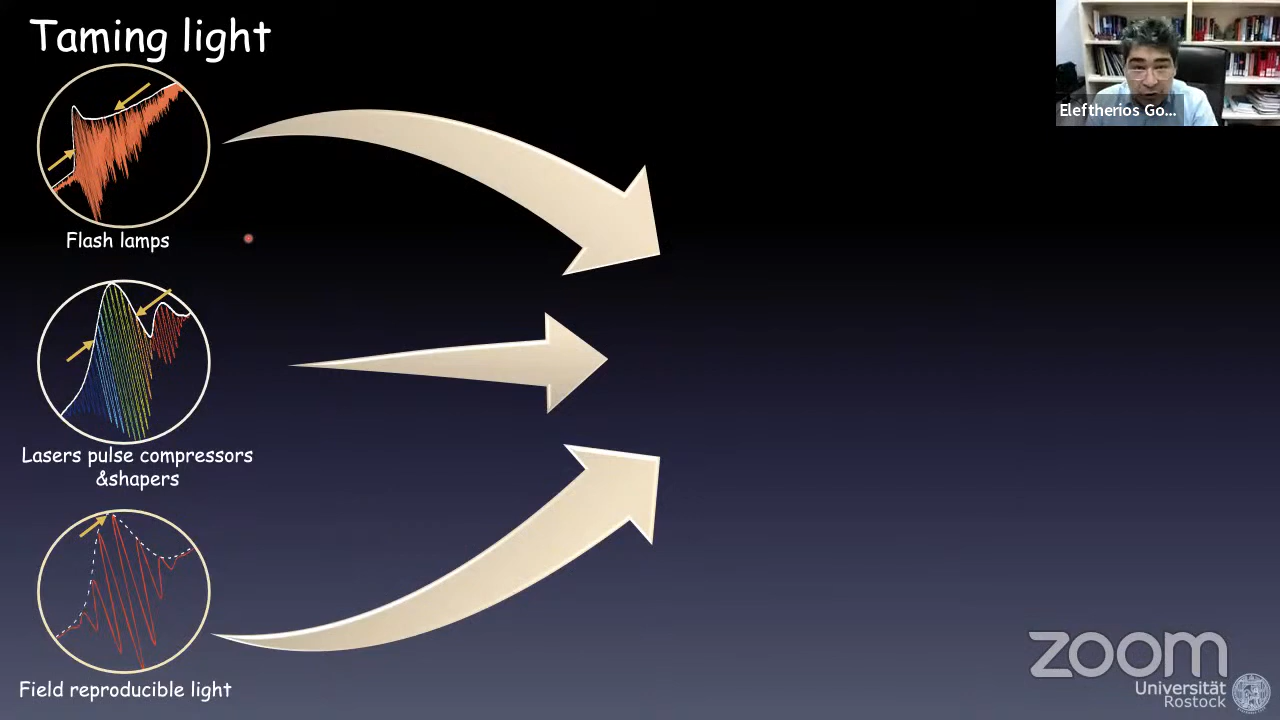 Taming light
Eleftherios Go...
Flash lamps
Lasers pulse compressors
&shapers
Field reproducible light
zoom
Universität
Rostock